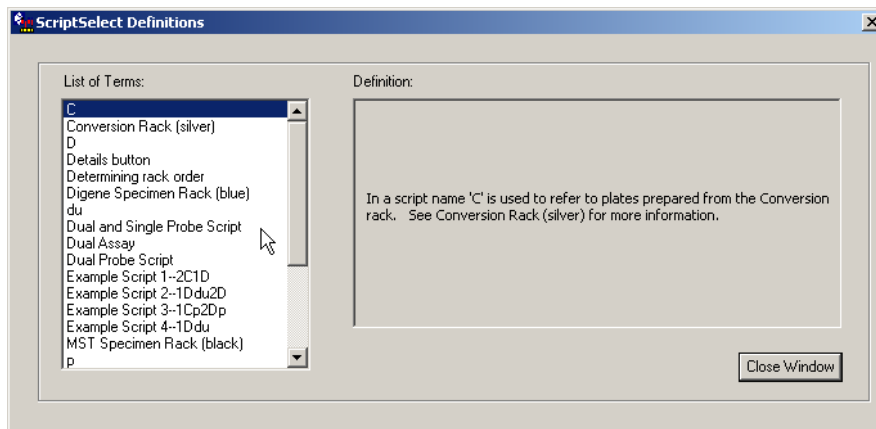 ScriptSelect Definitions
List of Terms:
Definition:
C
Conversion Rack (silver)
D
Details button
Determining rack order
Digene Specimen Rack (blue)
du
Dual and Single Probe Script
Dual Assay
Dual Probe Script
Example Script 1--2C1D
Example Script 2--1Ddu2D
Example Script 3--1Cp2Dp
Example Script 4--1Ddu
MST Specimen Rack (black)
p
In a script name 'C' is used to refer to plates prepared from the Conversion
rack.   See Conversion Rack (silver) for more information.
Close Window